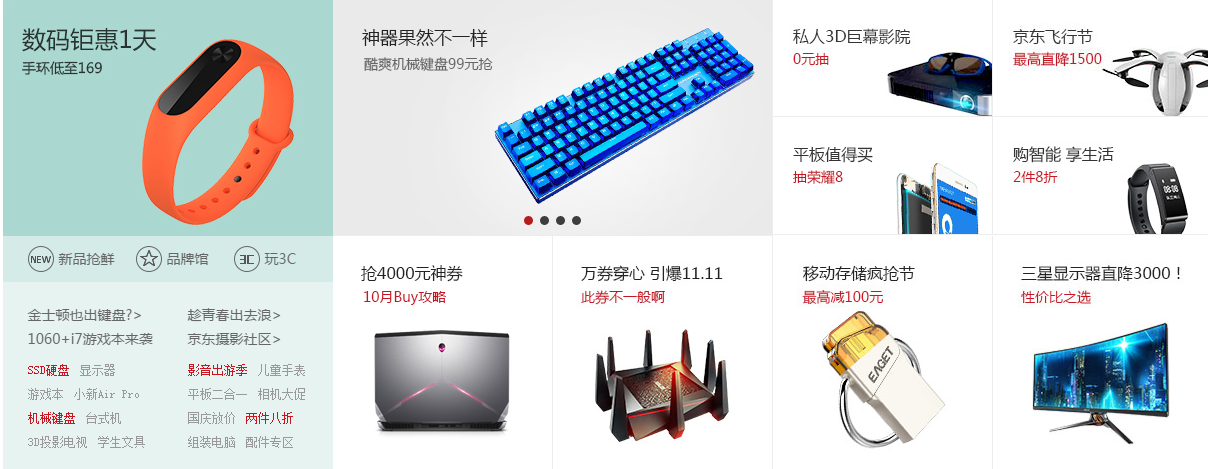 数码钜惠1天
手环低至169
NEW 新品抢鲜 品牌馆 3C 玩3C
金士顿也出键盘?> 趁青春出去浪>
1060+i7游戏本来袭 京东摄影社区>
SSD硬盘 显示器 影音出游季 儿童手表
游戏本 小新Air Pro 平板二合一 相机大促
机械键盘 台式机 国庆放价 两件八折
3D投影电视 学生文具 组装电脑 配件专区
神器果然不一样
酷爽机械键盘99元抢
私人3D巨幕影院
0元抽
京东飞行节
最高直降1500
平板值得买
抽荣耀8
购智能 享生活
2件8折
08:08
抢4000元神券
10月Buy攻略
万券穿心 引爆11.11
此券不一般啊
移动存储疯抢节
最高减100元
EAGET
三星显示器直降3000！
性价比之选